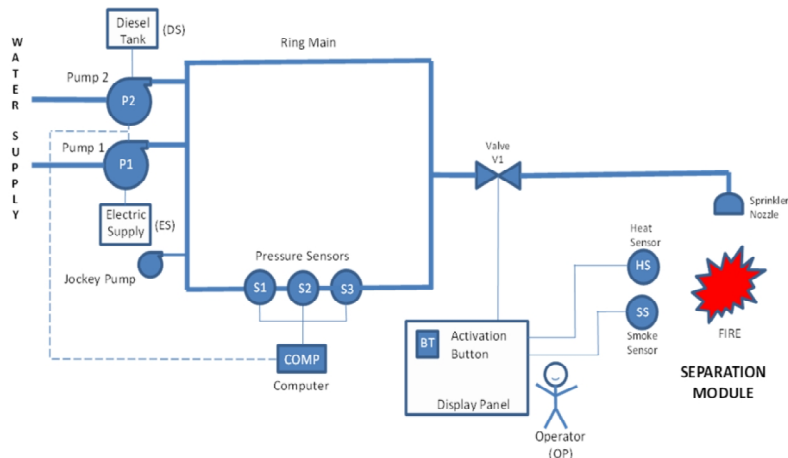 Diesel
Tank
(DS)
WATER SUPPLY
Ring Main
Pump 2
P2
Pump 1
P1
Valve
V1
Electric
Supply
(ES)
Sprinkler
Nozzle
Heat
Sensor
HS
Jockey Pump
Pressure Sensors
S1
S2
S3
SS
Smoke
Sensor
FIRE
BT
Activation
Button
COMP
Computer
Display Panel
SEPARATION
MODULE
Operator
(OP)